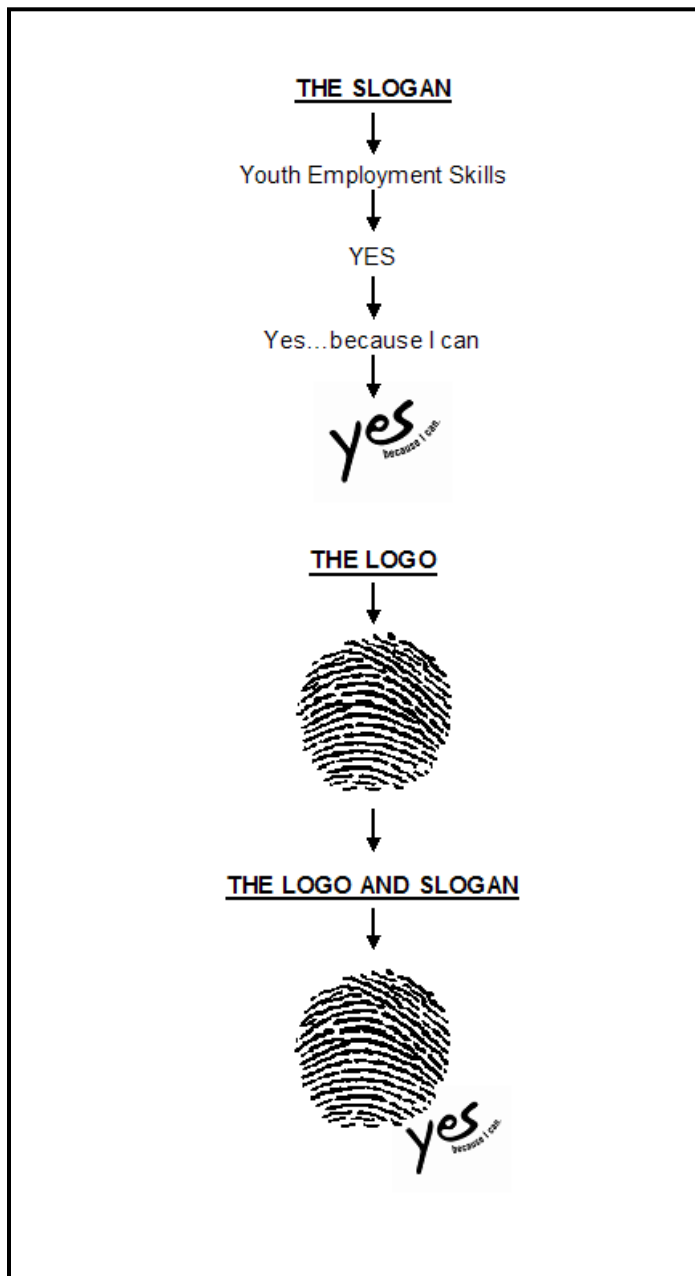 THE SLOGAN
Youth Employment Skills
YES
Yes...because I can
yes
because I can.
THE LOGO
THE LOGO AND SLOGAN
yes
because I can.